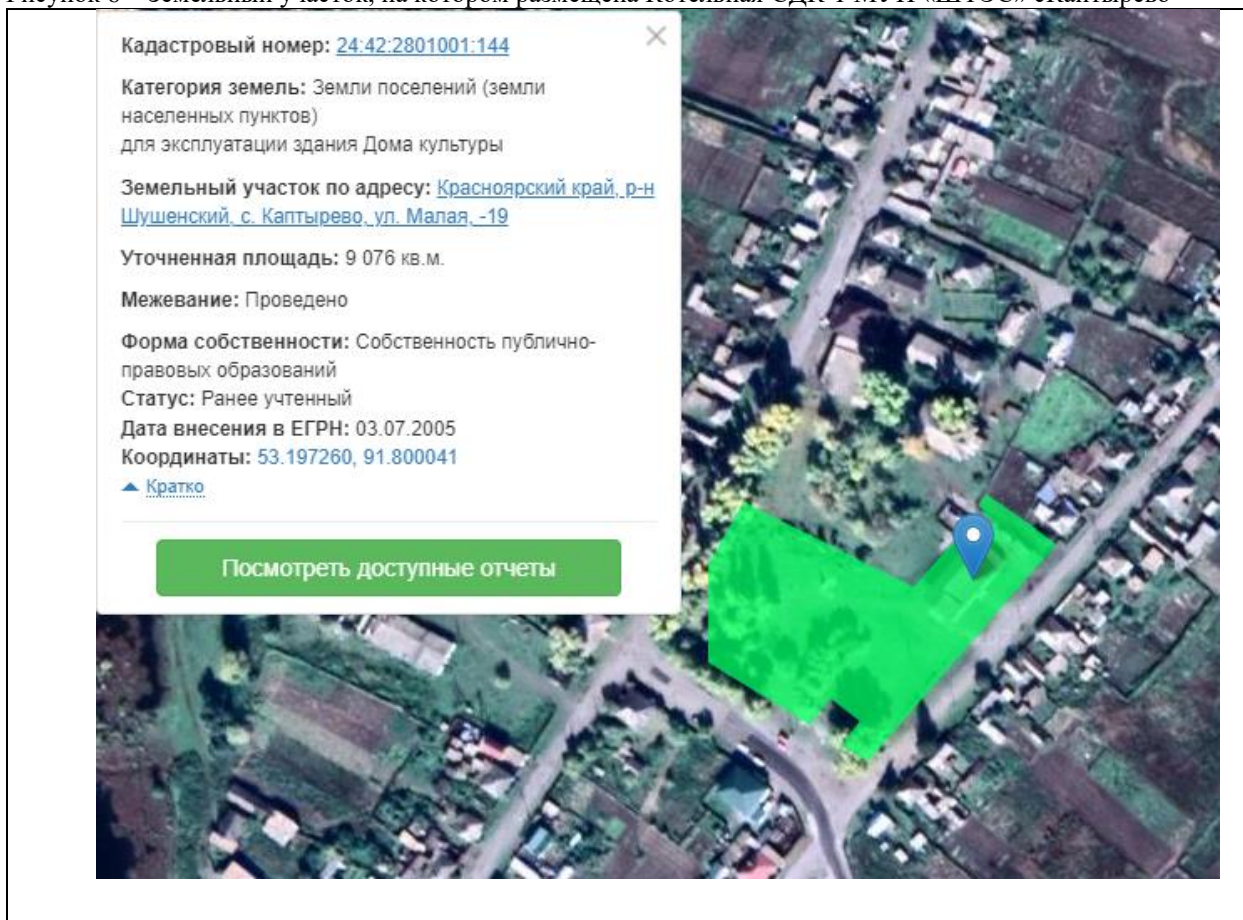 Кадастровый номер: 24:42:2801001:144
Категория земель: Земли поселений (земли
населенных пунктов)
для эксплуатации здания Дома культуры
Земельный участок по адресу: Красноярский край, р-н
Шушенский, с. Каптырево, ул. Малая, -19
Уточненная площадь: 9 076 кв.м.
Межевание: Проведено
Форма собственности: Собственность публично-
правовых образований
Статус: Ранее учтенный
Дата внесения в ЕГРН: 03.07.2005
Координаты: 53.197260, 91.800041
Кратко
Посмотреть доступные отчеты